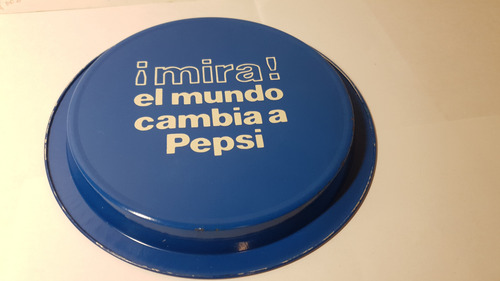 ¡mira!
el mundo
cambia a
Pepsi